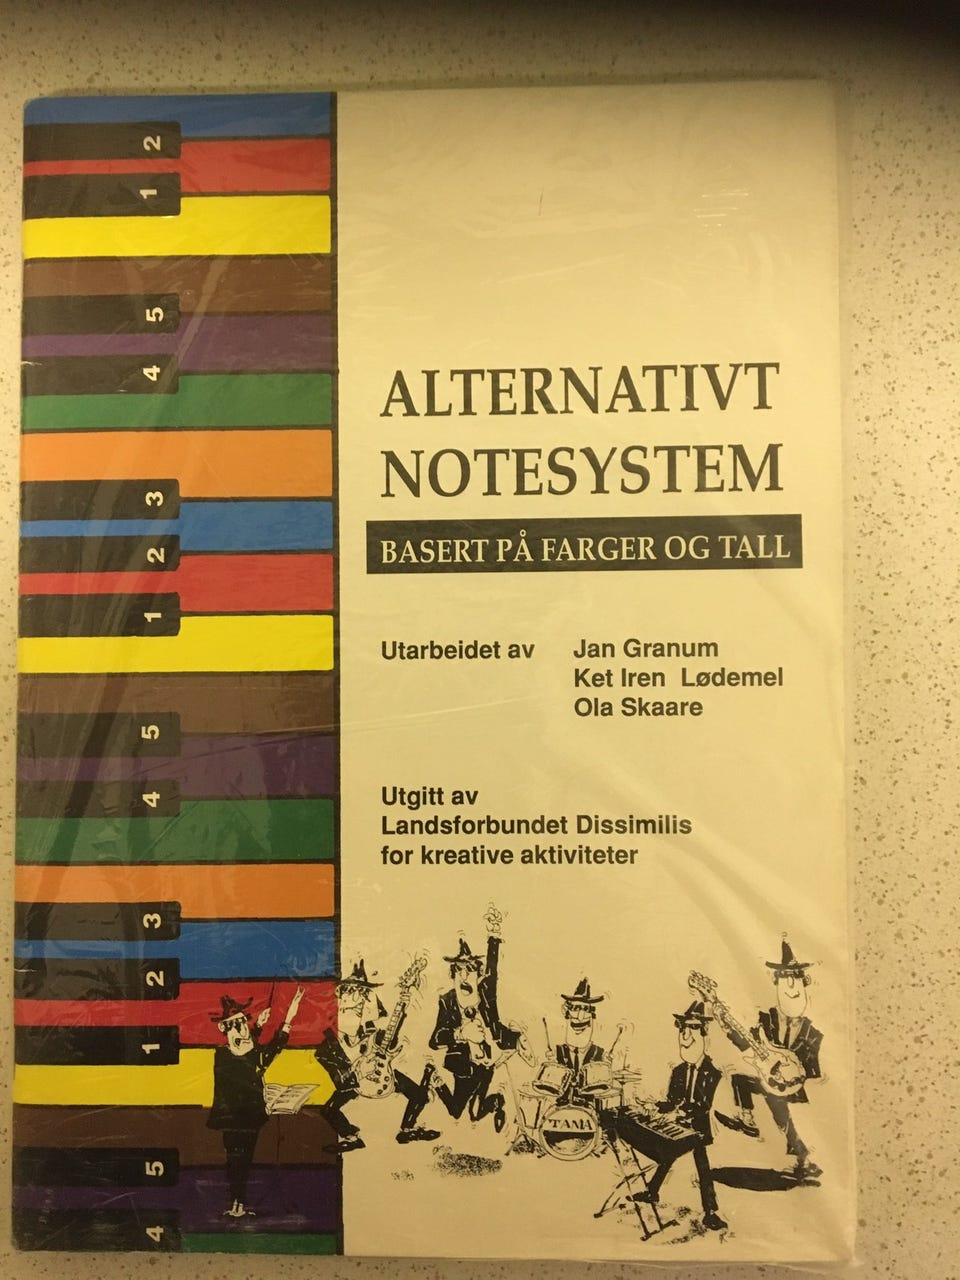 2
1
5
4
3
2
1
5
4
3
2
1
5
4
ALTERNATIVT
NOTESYSTEM
BASERT PÅ FARGER OG TALL
Utarbeidet av Jan Granum
Ket Iren Lødemel
Ola Skaare
Utgitt av
Landsforbundet Dissimilis
for kreative aktiviteter
TAMA